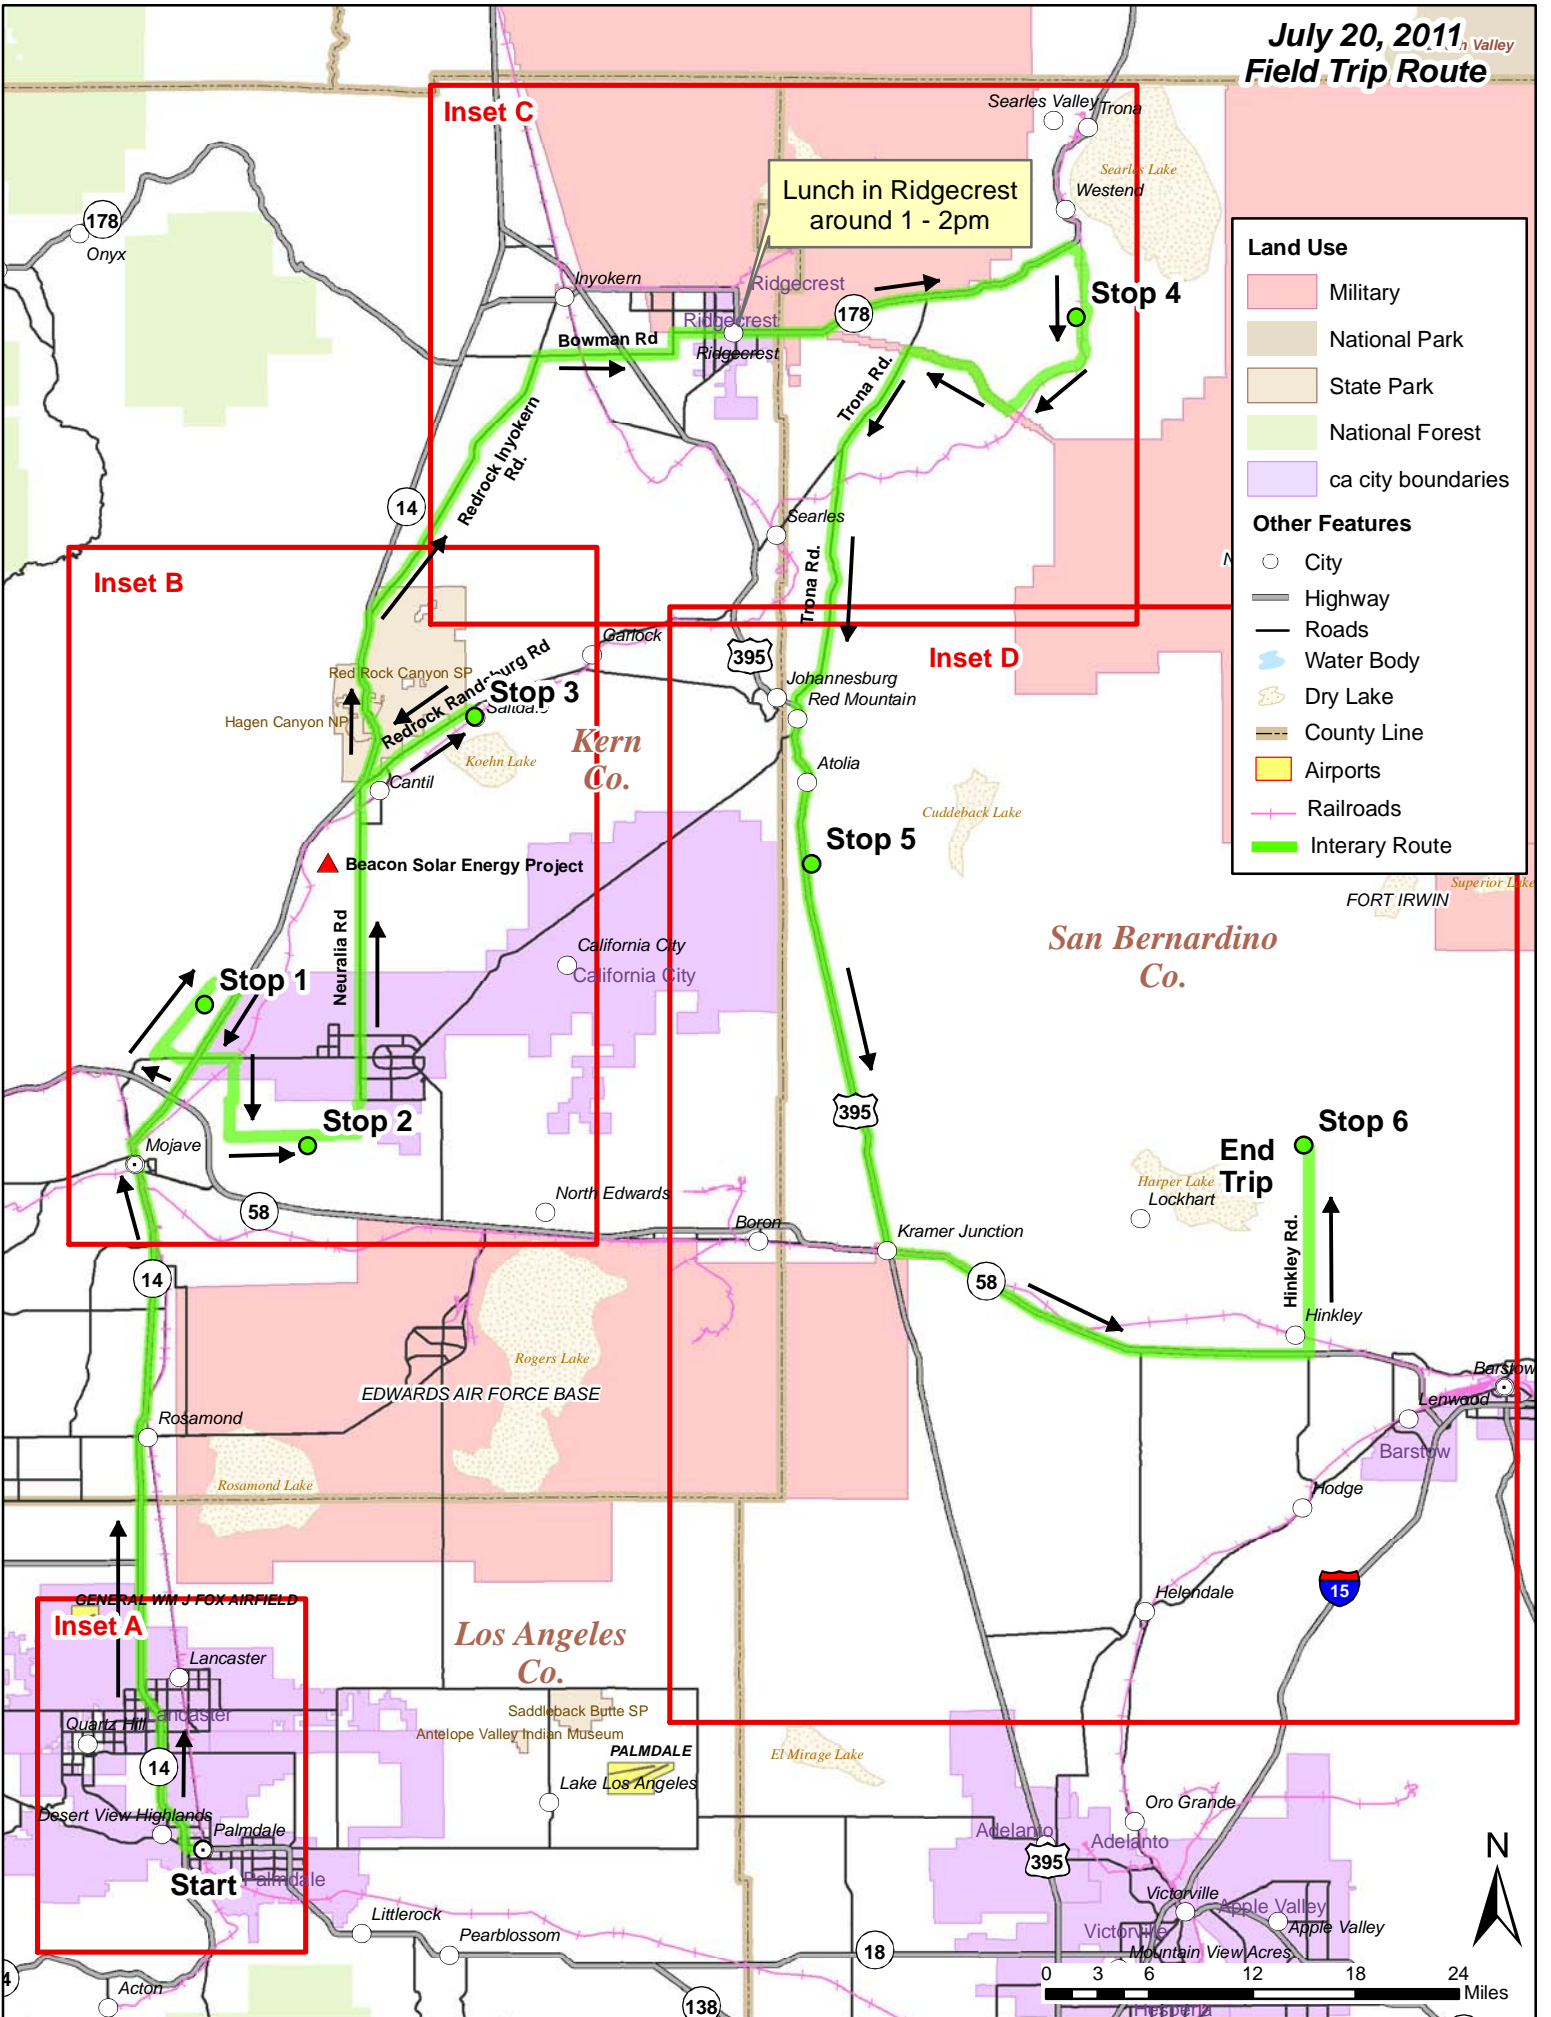 July 20, 2011
Field Trip Route
Valley
Inset C
Searles Valley
Trona
Searles Lake
Westend
Lunch in Ridgecrest
around 1 - 2pm
178
Onyx
Inyokern
Ridgecrest
Ridgecrest
Ridgecrest
Bowman Rd
178
Stop 4
Trona Rd.
Redrock Inyokern
Rd.
14
Searles
Trona Rd.
Land Use
Military
National Park
State Park
National Forest
ca city boundaries
Other Features
City
Highway
Roads
Water Body
Dry Lake
County Line
Airports
Railroads
Interary Route
Inset B
Garlock
395
Inset D
Red Rock Canyon SP
Redrock Randsburg Rd
Stop 3
Johannesburg
Red Mountain
Hagen Canyon NP
Koehn Lake
Kern
Co.
Cantil
Atolia
Cuddeback Lake
Stop 5
Beacon Solar Energy Project
Superior Lake
FORT IRWIN
Neuralia Rd
California City
California City
San Bernardino
Co.
Stop 1
Stop 2
395
Stop 6
End
Trip
Mojave
Harper Lake
Lockhart
58
North Edwards
Boron
Kramer Junction
Hinkley Rd.
14
58
Hinkley
Rogers Lake
EDWARDS AIR FORCE BASE
Barstow
Lenwood
Barstow
Rosamond
Rosamond Lake
Hodge
GENERAL WM J FOX AIRFIELD
Inset A
Helendale
15
Los Angeles
Co.
Lancaster
Lancaster
Quartz Hill
Saddleback Butte SP
Antelope Valley Indian Museum
PALMDALE
El Mirage Lake
14
Lake Los Angeles
Desert View Highlands
Palmdale
Oro Grande
Adelanto
Adelanto
395
Start
Palmdale
N
Victorville
Apple Valley
Apple Valley
Victorville
Littlerock
Pearblossom
18
Mountain View Acres
0 3 6 12 18 24
Miles
Hesperia
Acton
138